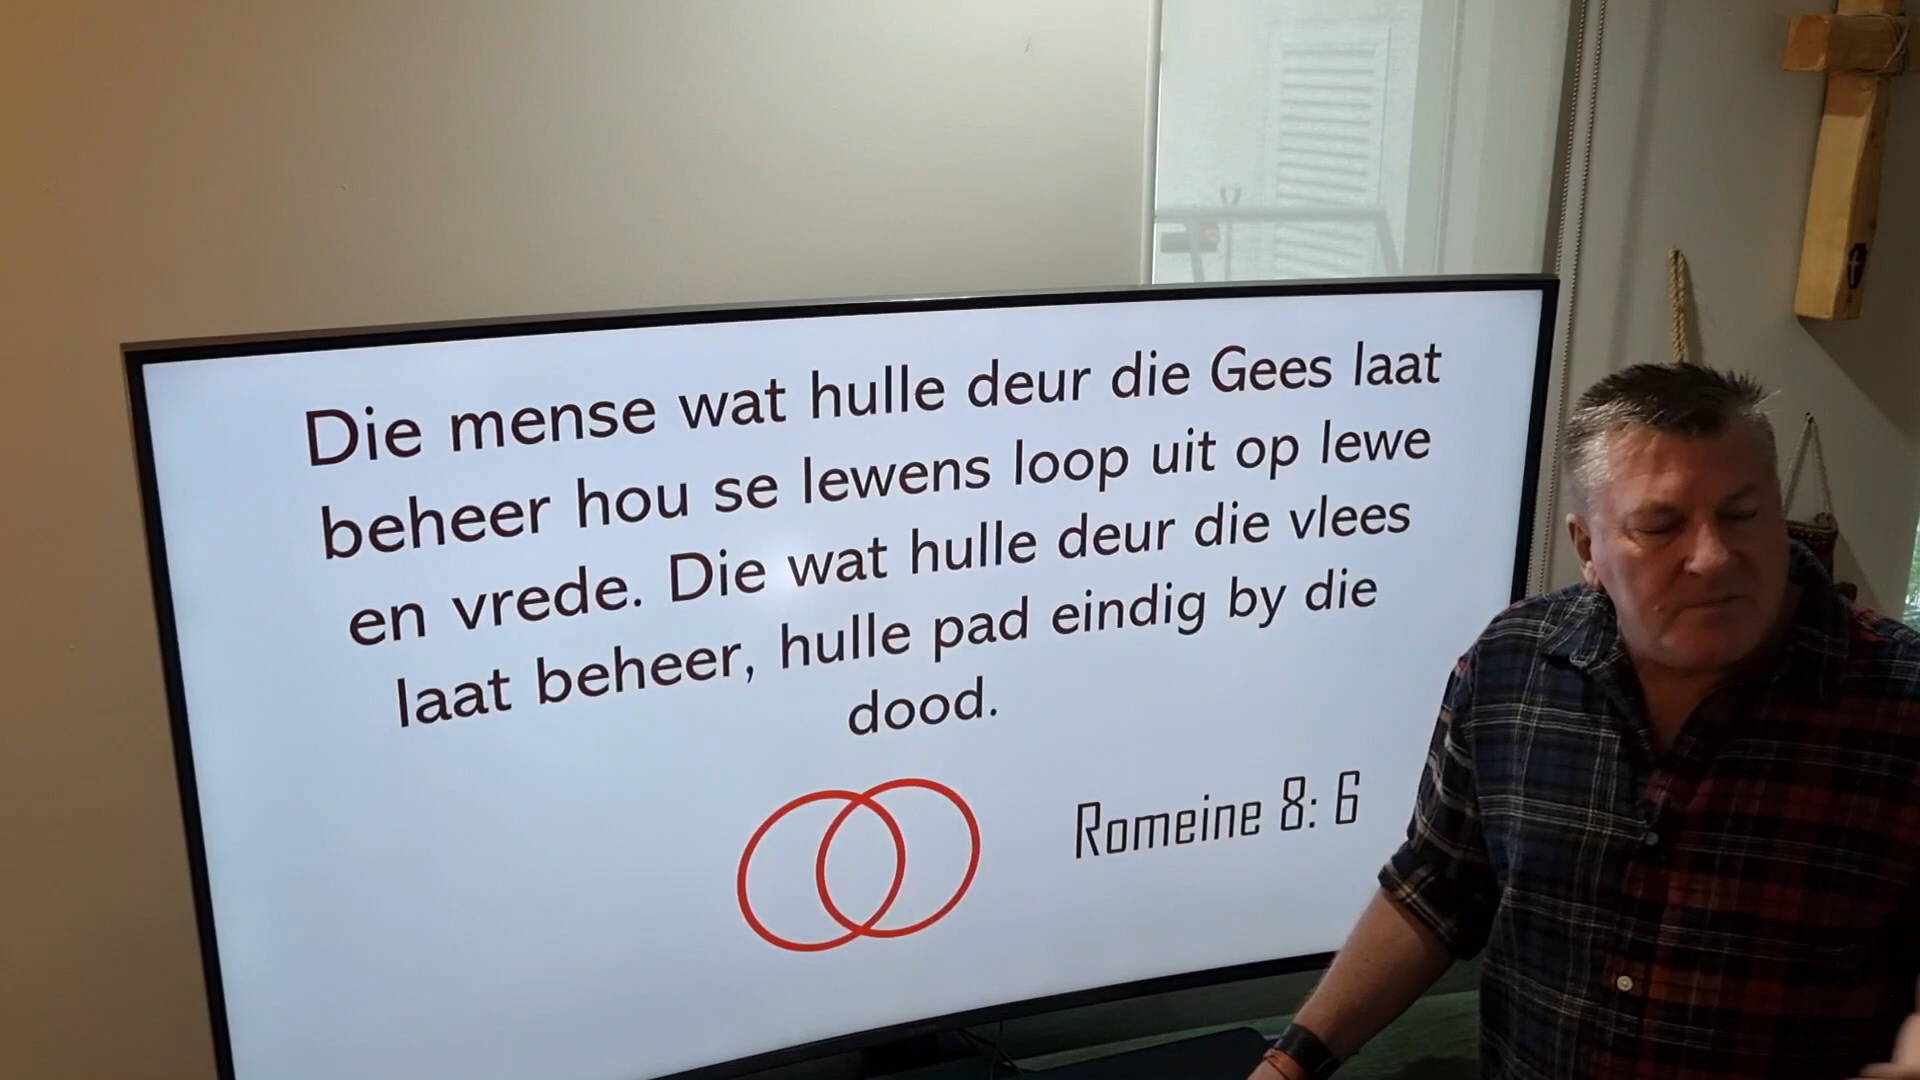 Die mense wat hulle deur die Gees laat
beheer hou se lewens loop uit op lewe
en vrede. Die wat hulle deur die vlees
laat beheer, hulle pad eindig by die
dood.
Romeine 8: 6